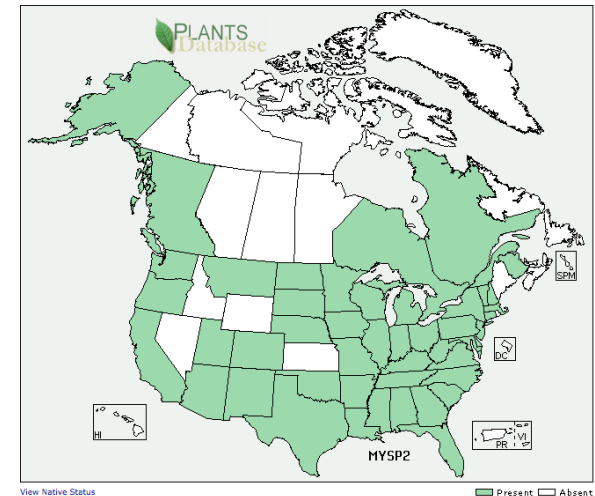 PLANTS
Database
SPM
DC
HI
PR VI
MYSP2
View Native Status
Present Absent